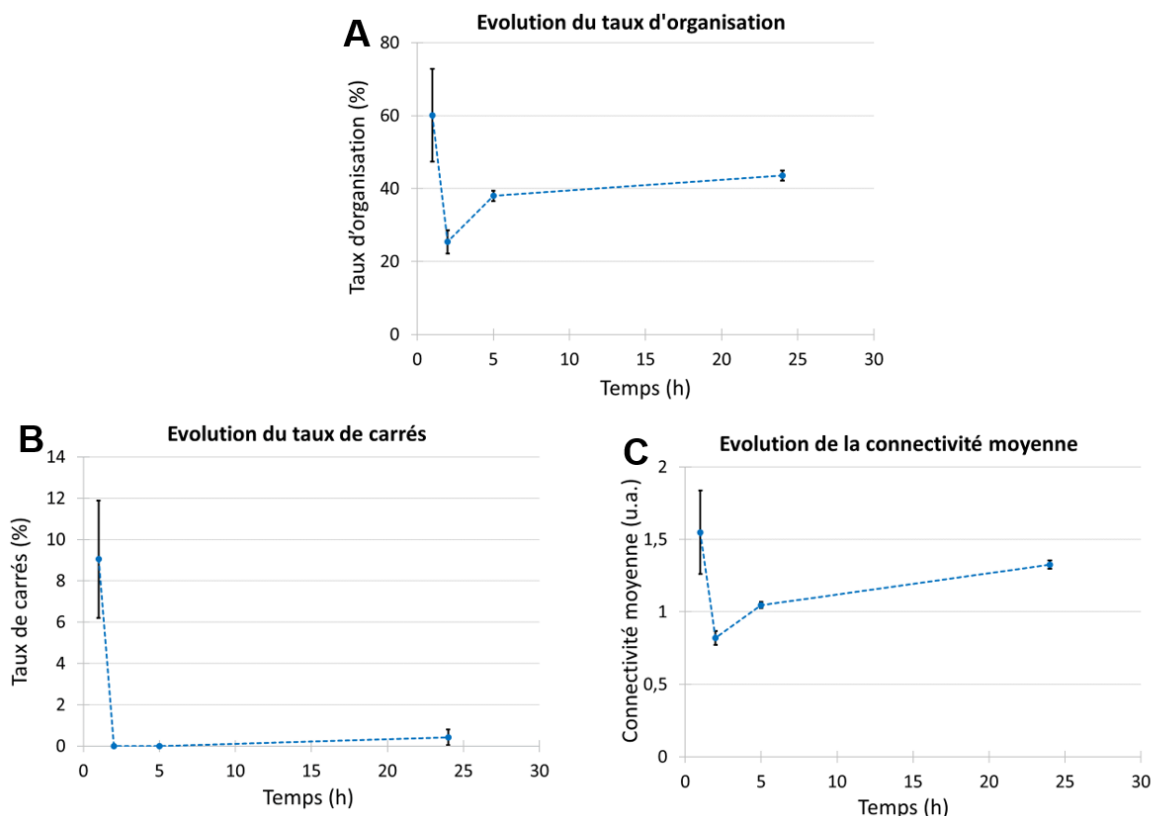 A
Evolution du taux d'organisation
Taux d’organisation (%)
80
60
40
20
0
0 5 10 15 20 25 30
Temps (h)
B
Evolution du taux de carrés
Taux de carrés (%)
14
12
10
8
6
4
2
0
0 5 10 15 20 25 30
Temps (h)
C
Evolution de la connectivité moyenne
Connectivité moyenne (u.a.)
2
1,5
1
0,5
0
0 5 10 15 20 25 30
Temps (h)